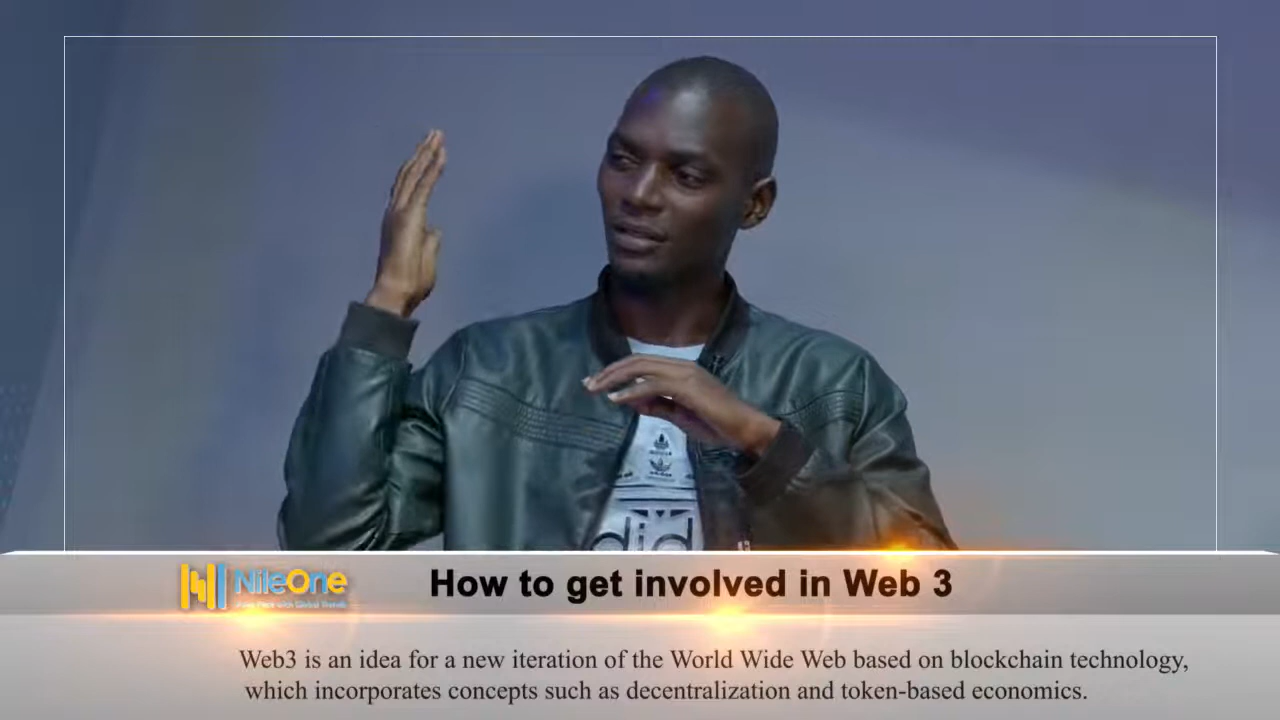 did
NileOne
How to get involved in Web 3
Web3 is an idea for a new iteration of the World Wide Web based on blockchain technology,
which incorporates concepts such as decentralization and token-based economics.